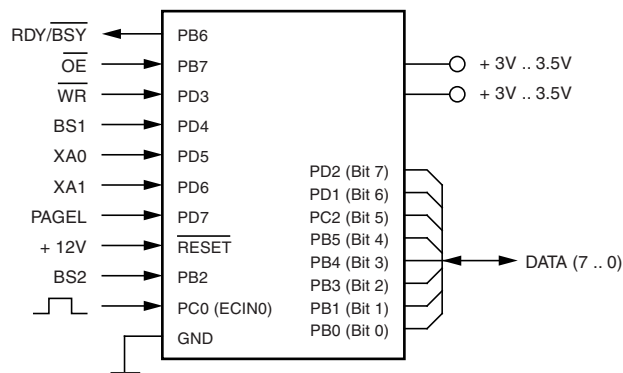 RDY/BSY PB6
OE PB7 + 3V .. 3.5V
WR PD3 + 3V .. 3.5V
BS1 PD4
XA0 PD5
XA1 PD6
PAGEL PD7
+ 12V RESET
BS2 PB2
PC0 (ECIN0)
GND
PD2 (Bit 7)
PD1 (Bit 6)
PC2 (Bit 5)
PB5 (Bit 4)
PB4 (Bit 3) DATA (7 .. 0)
PB3 (Bit 2)
PB1 (Bit 1)
PB0 (Bit 0)